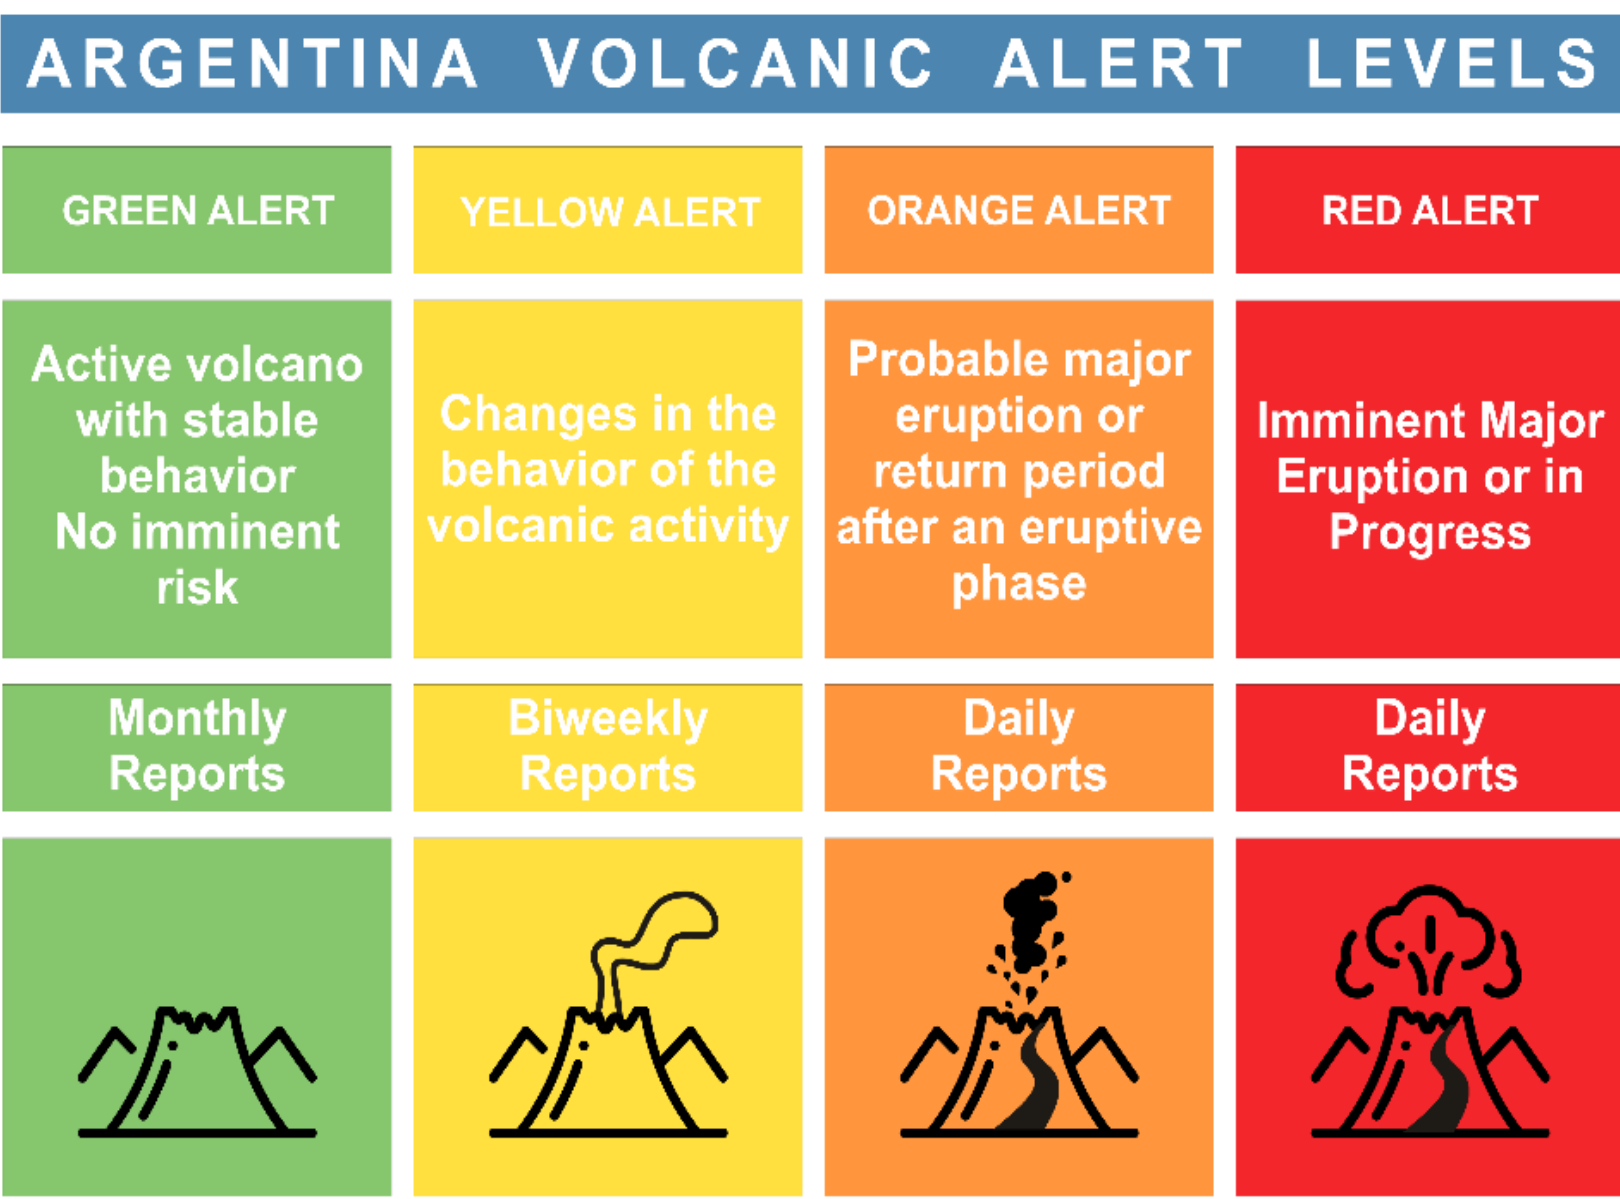 ARGENTINA VOLCANIC ALERT LEVELS
GREEN ALERT
Active volcano
with stable
behavior
No imminent
risk
Monthly
Reports
YELLOW ALERT
Changes in the
behavior of the
volcanic activity
Biweekly
Reports
ORANGE ALERT
Probable major
eruption or
return period
after an eruptive
phase
Daily
Reports
RED ALERT
Imminent Major
Eruption or in
Progress
Daily
Reports